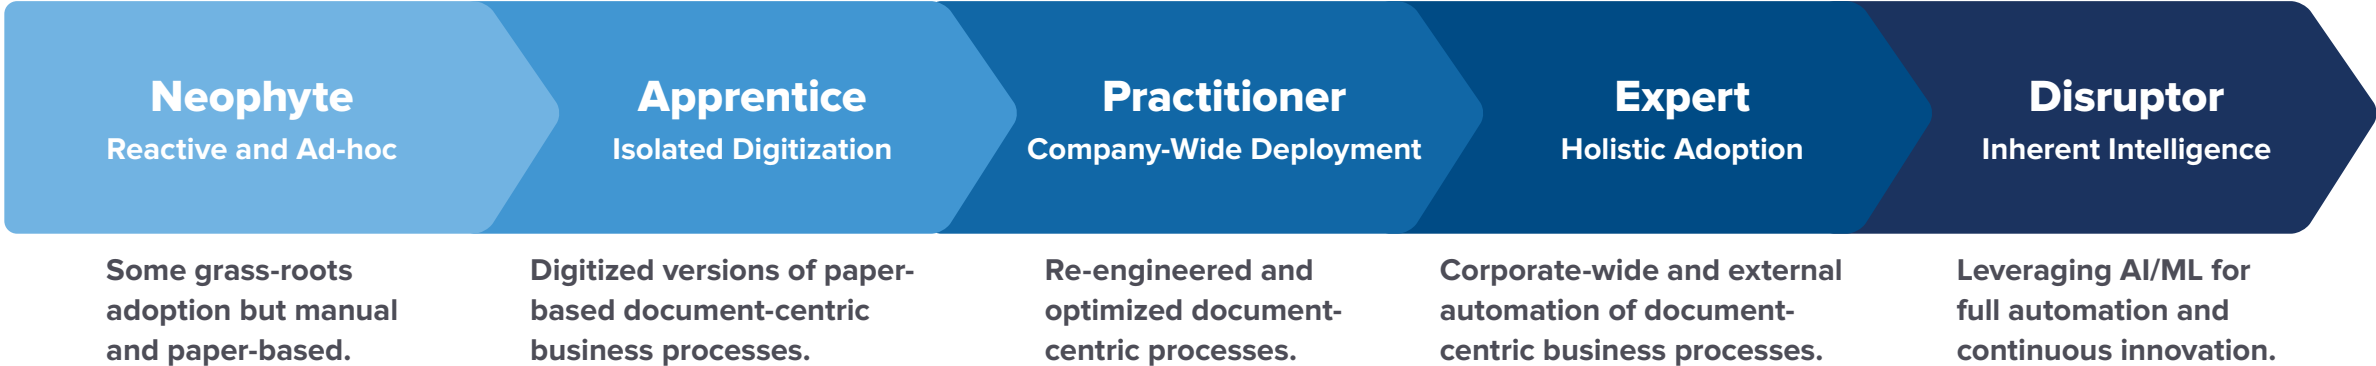 Neophyte
Reactive and Ad-hoc
Some grass-roots
adoption but manual
and paper-based.
Apprentice
Isolated Digitization
Digitized versions of paper-
based document-centric
business processes.
Practitioner
Company-Wide Deployment
Re-engineered and
optimized document-
centric processes.
Expert
Holistic Adoption
Corporate-wide and external
automation of document-
centric business processes.
Disruptor
Inherent Intelligence
Leveraging AI/ML for
full automation and
continuous innovation.